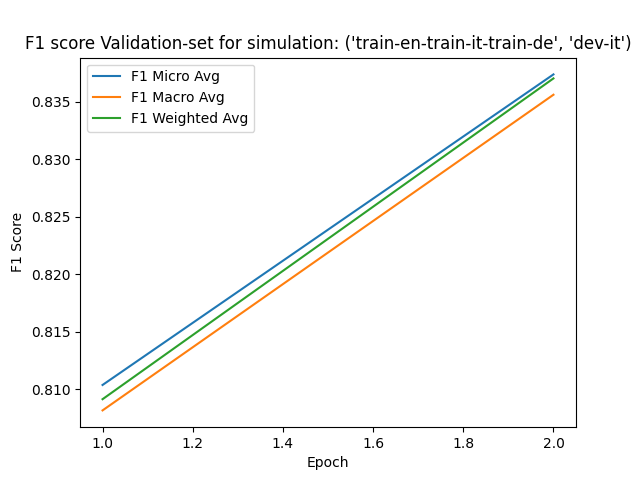 F1 score Validation-set for simulation: ('train-en-train-it-train-de', 'dev-it')
F1 Micro Avg
F1 Macro Avg
F1 Weighted Avg
F1 Score
0.835
0.830
0.825
0.820
0.815
0.810
1.0
1.2
1.4
1.6
1.8
2.0
Epoch